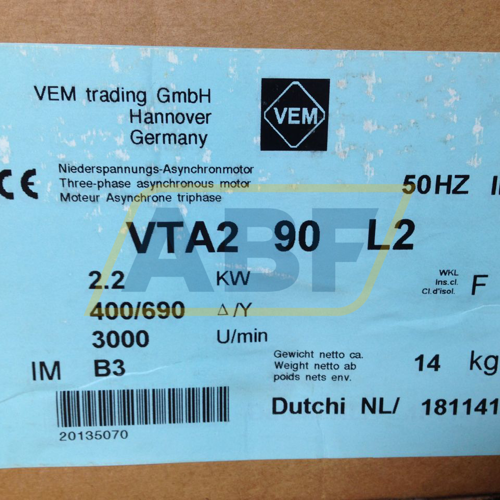 VEM trading GmbH
Hannover
Germany
VEM
CE
Niederspannungs-Asynchronmotor
Three-phase asynchronous motor
Moteur Asynchrone triphase
50HZ
VTA2 90 L2
ABF
2.2 KW
400/690 Δ/Y
3000 U/min
WKL
ins.cl. F
Cl.d'isol.
IM B3
Gewicht netto ca.
Weight netto ab 14 kg
poids nets env.
20135070
Dutchi NL/ 181141